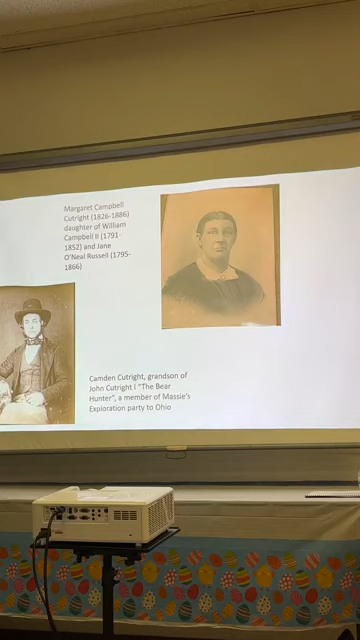 Margaret Campbell
Cutright (1826-1886)
daughter of William
Campbell II (1791-
1852) and Jane
O'Neal Russell (1795-
1866)
Camden Cutright, grandson of
John Cutright I "The Bear
Hunter", a member of Massie's
Exploration party to Ohio